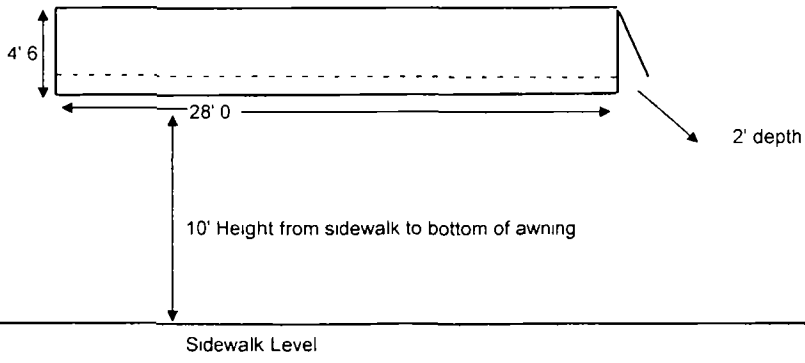 4' 6
28' 0
2' depth
10' Height from sidewalk to bottom of awning
Sidewalk Level